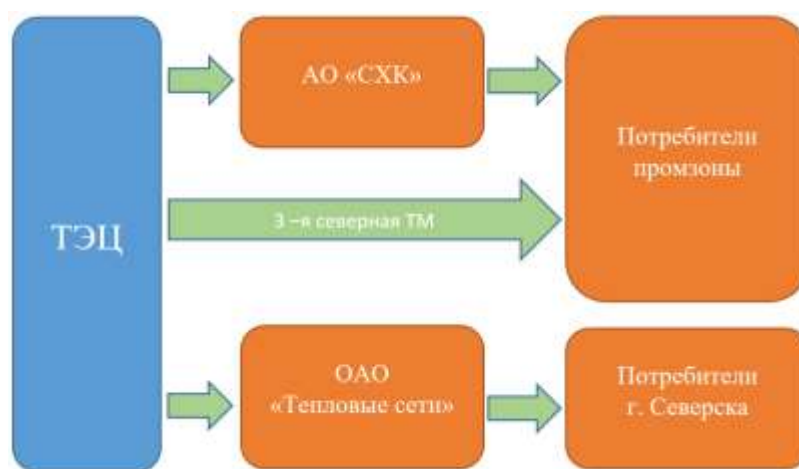 ТЭЦ
АО «СХК»
Потребители
промзоны
3 –я северная ТМ
ОАО
«Тепловые сети»
Потребители
г. Северска